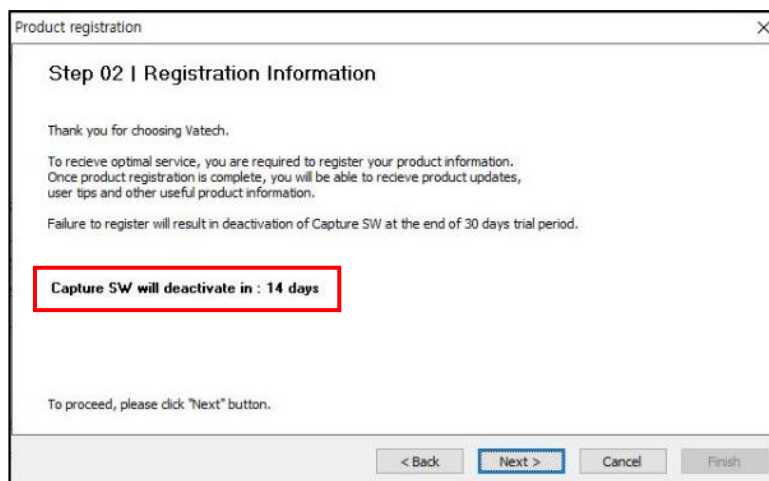 Product registration
Step 02 | Registration Information
Thank you for choosing Vatech.
To recieve optimal service, you are required to register your product information.
Once product registration is complete, you will be able to recieve product updates,
user tips and other useful product information.
Failure to register will result in deactivation of Capture SW at the end of 30 days trial period.
Capture SW will deactivate in : 14 days
To proceed, please click "Next" button.
< Back Next > Cancel Finish